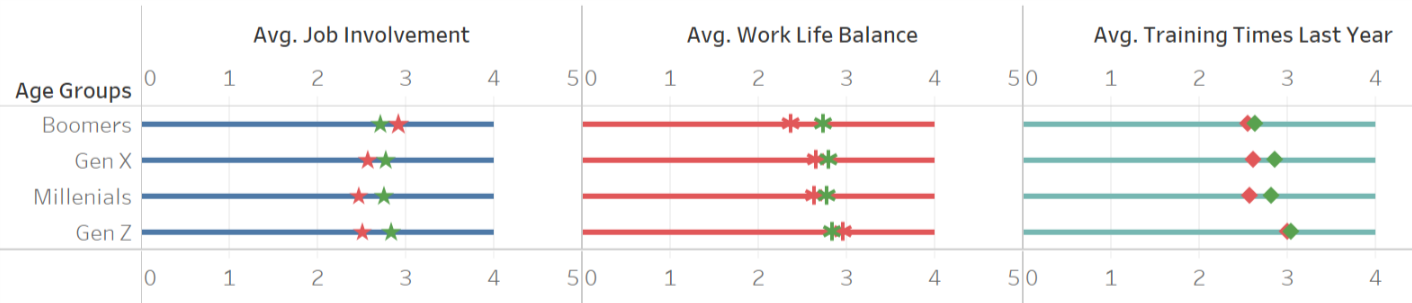 Avg. Job Involvement Avg. Work Life Balance Avg. Training Times Last Year
0 1 2 3 4 5 0 1 2 3 4 5 0 1 2 3 4
Age Groups
Boomers
Gen X
Millenials
Gen Z
0 1 2 3 4 5 0 1 2 3 4 5 0 1 2 3 4